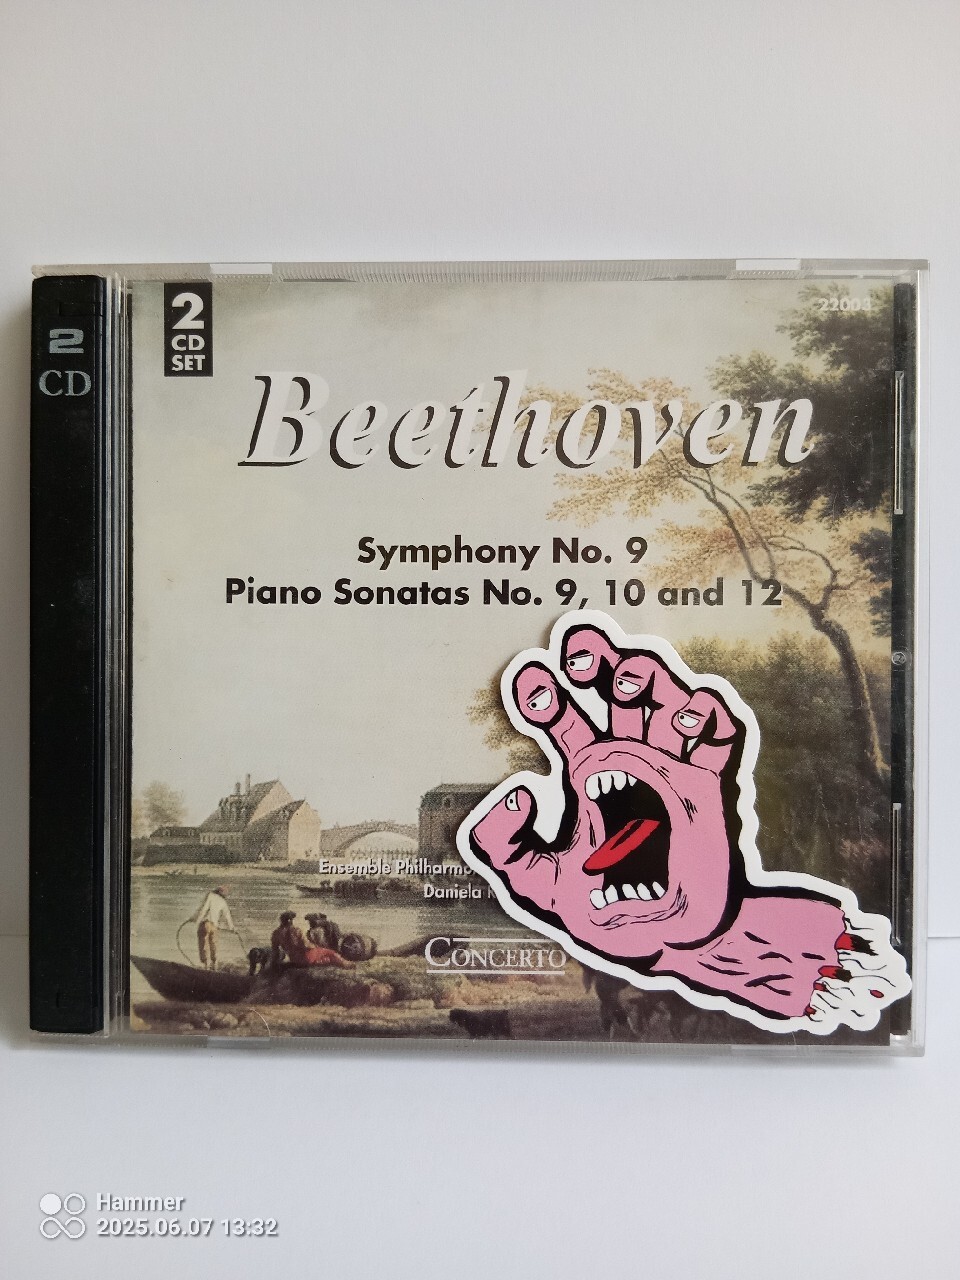 2
CD
2
CD
SET
22003
Beethoven
Symphony No. 9
Piano Sonatas No. 9, 10 and 12
Ensemble
Daniela
CONCERTO
Hammer
2025.06.07 13:32